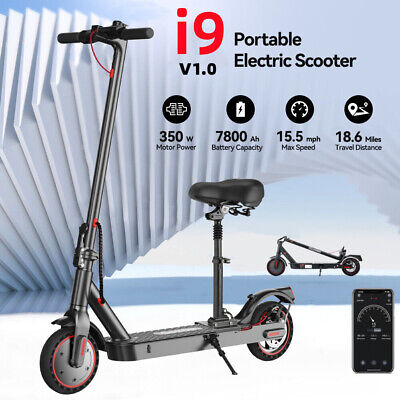 i9
V1.0
Portable
Electric Scooter
350 W
Motor Power
7800 Ah
Battery Capacity
15.5 mph
Max Speed
18.6 Miles
Travel Distance